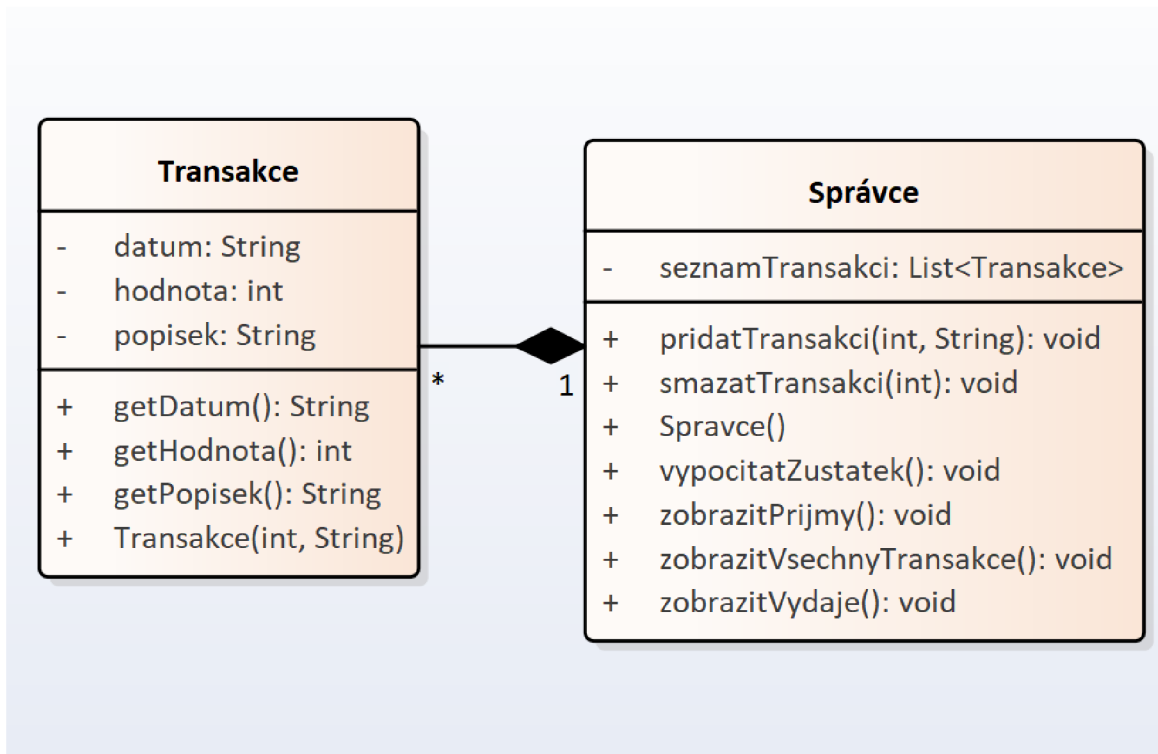 Transakce
- datum: String
- hodnota: int
- popisek: String
+ getDatum(): String
+ getHodnota(): int
+ getPopisek(): String
+ Transakce(int, String)
*
1
Správce
- seznamTransakci: List<Transakce>
+ pridatTransakci(int, String): void
+ smazatTransakci(int): void
+ Spravce()
+ vypocitatZustatek(): void
+ zobrazitPrijmy(): void
+ zobrazitVsechnyTransakce(): void
+ zobrazitVydaje(): void